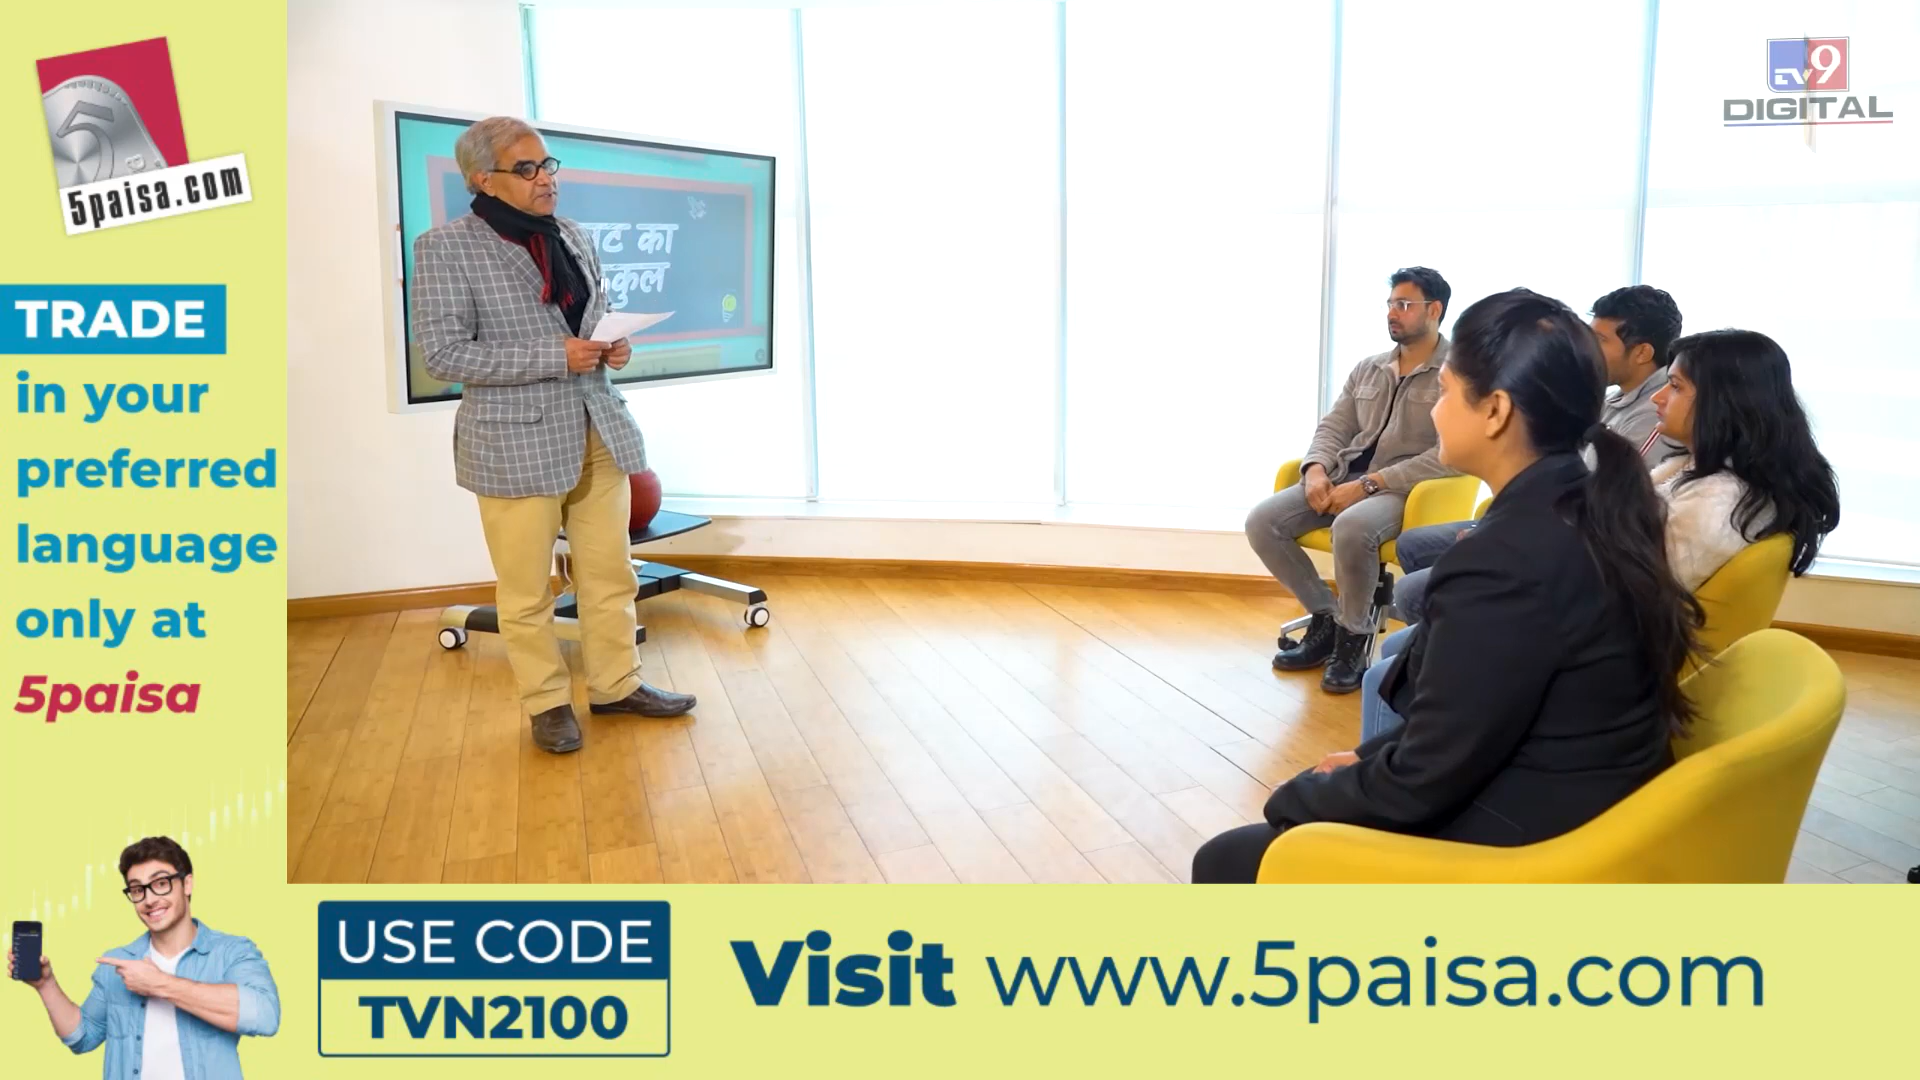 5paisa.com
TRADE
in your
preferred
language
only at
5paisa
TV9
DIGITAL
का
USE CODE
TVN2100
Visit www.5paisa.com